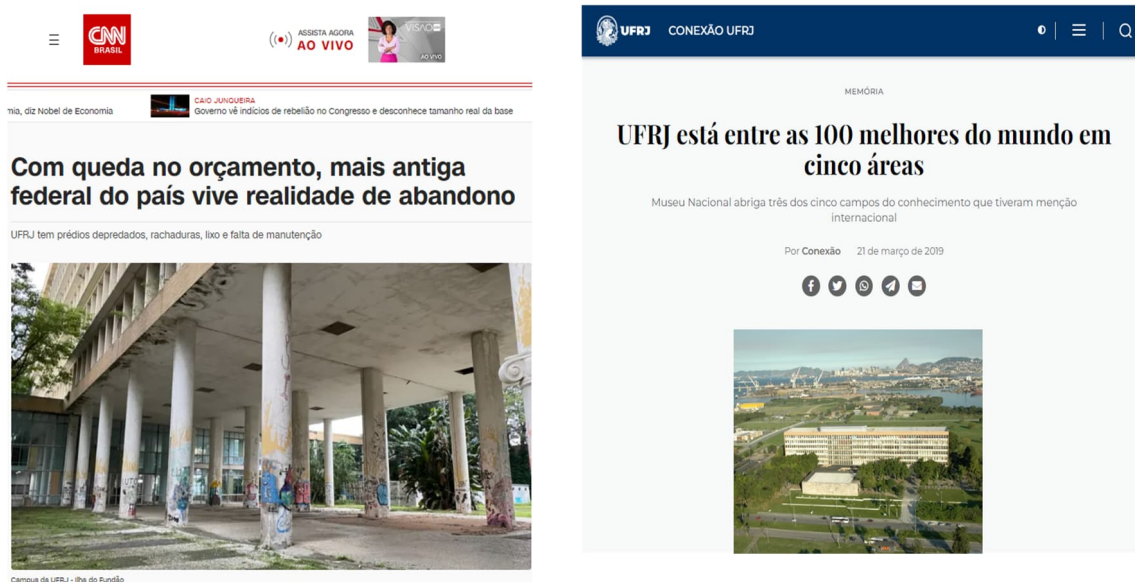 CNN
BRASIL
ASSISTA AGORA
AO VIVO
VISÃO CNN
AO VIVO
mia, diz Nobel de Economia
CAIO JUNQUEIRA
Governo vê indícios de rebelião no Congresso e desconhece tamanho real da base
Com queda no orçamento, mais antiga
federal do país vive realidade de abandono
UFRJ tem prédios depredados, rachaduras, lixo e falta de manutenção
Campus da UFRJ - Ilha do Fundão
UFRJ CONEXÃO UFRJ
MEMÓRIA
UFRJ está entre as 100 melhores do mundo em
cinco áreas
Museu Nacional abriga três dos cinco campos do conhecimento que tiveram menção
internacional
Por Conexão 21 de março de 2019